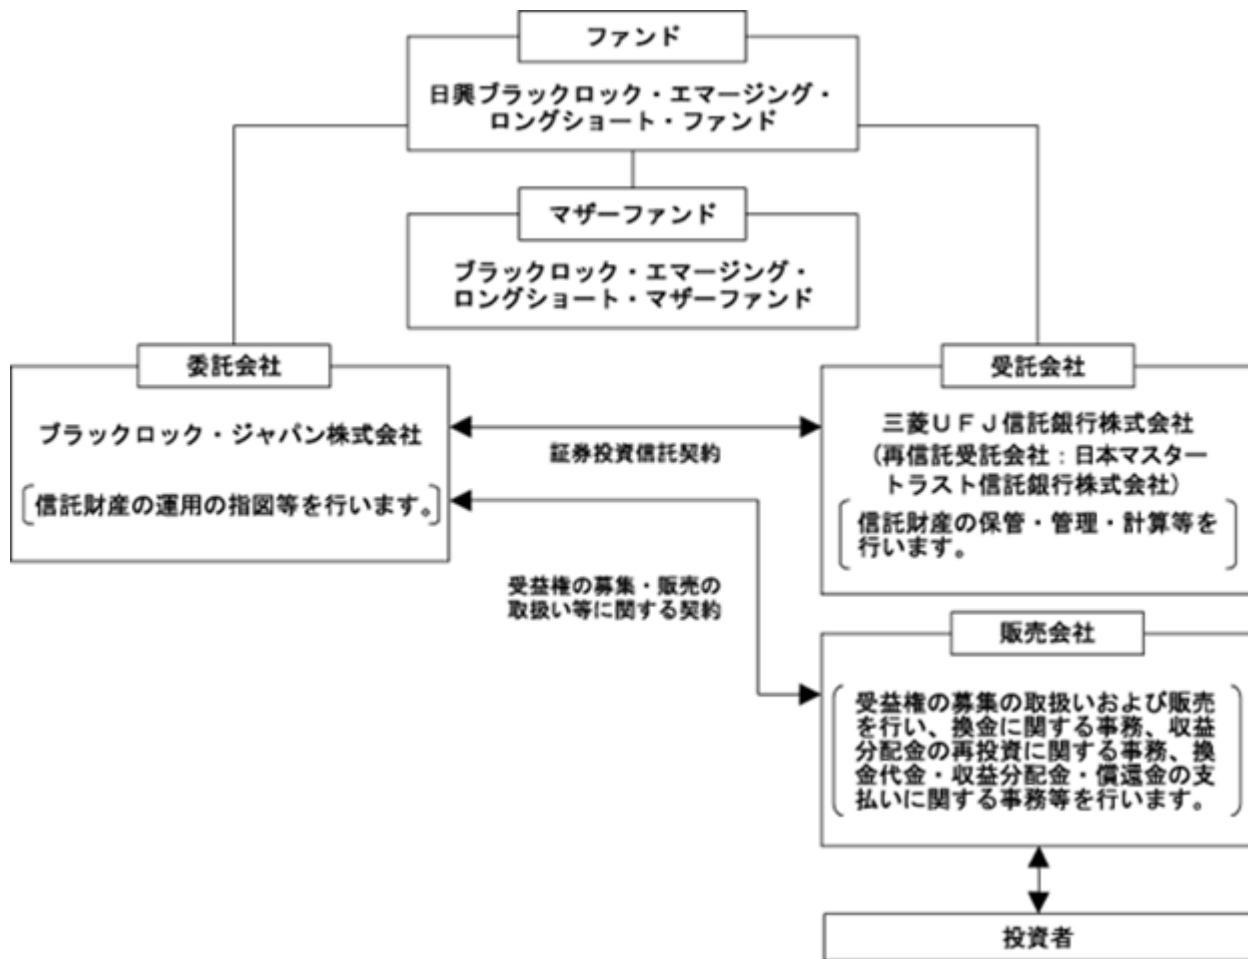 ファンド
日興ブラックロック・エマージング・
ロングショート・ファンド
マザーファンド
ブラックロック・エマージング・
ロングショート・マザーファンド
委託会社
ブラックロック・ジャパン株式会社
信託財産の運用の指図等を行います。
証券投資信託契約
受託会社
三菱ＵＦＪ信託銀行株式会社
（再信託受託会社：日本マスター
トラスト信託銀行株式会社）
信託財産の保管・管理・計算等を
行います。
受益権の募集・販売の
取扱い等に関する契約
販売会社
受益権の募集の取扱いおよび販売
を行い、換金に関する事務、収益
分配金の再投資に関する事務、換
金代金・収益分配金・償還金の支
払いに関する事務等を行います。
投資者